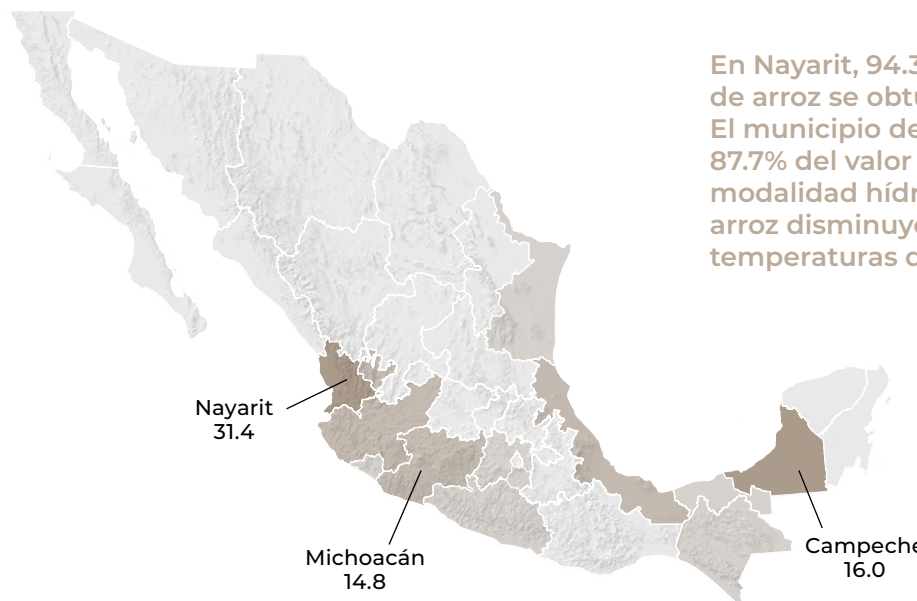 En Nayarit, 94.3
de arroz se obtu
El municipio de
87.7% del valor
modalidad hídr
arroz disminuye
temperaturas d
Nayarit
31.4
Michoacán
14.8
Campeche
16.0